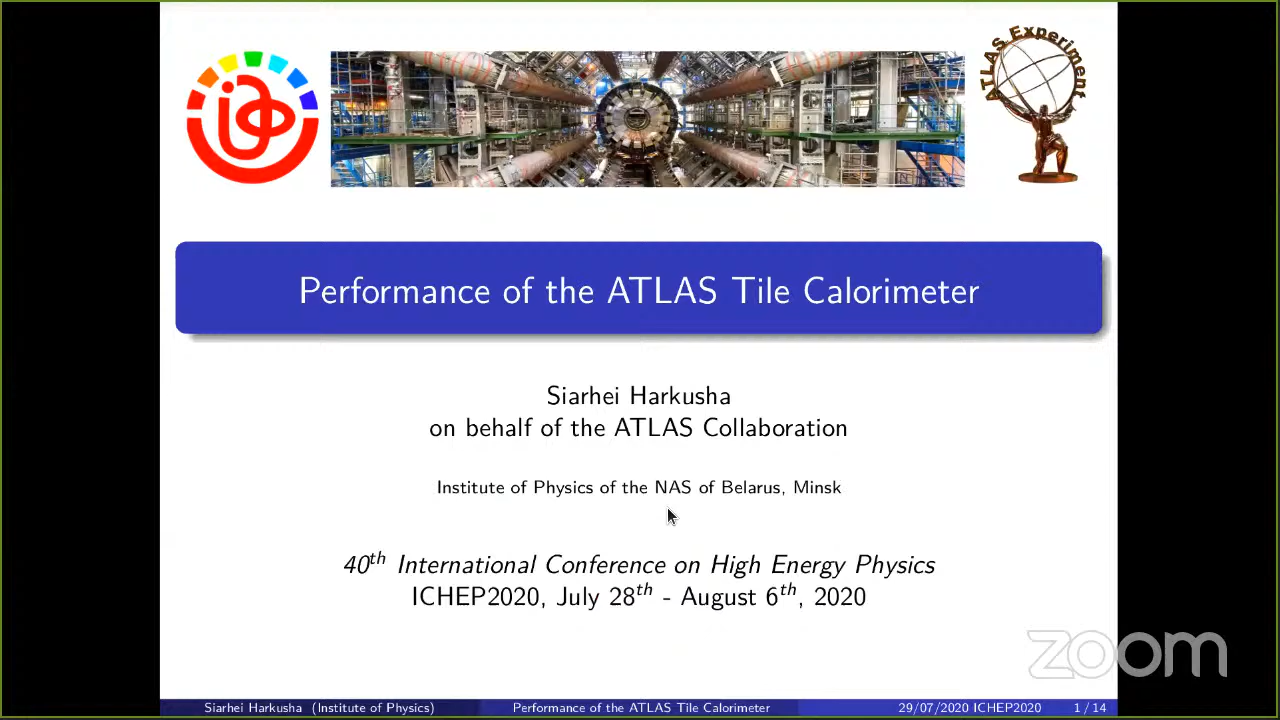 ATLAS Experiment
Performance of the ATLAS Tile Calorimeter
Siarhei Harkusha
on behalf of the ATLAS Collaboration
Institute of Physics of the NAS of Belarus, Minsk
40th International Conference on High Energy Physics
ICHEP2020, July 28th - August 6th, 2020
zoom
Siarhei Harkusha (Institute of Physics) Performance of the ATLAS Tile Calorimeter 29/07/2020 ICHEP2020 1 / 14